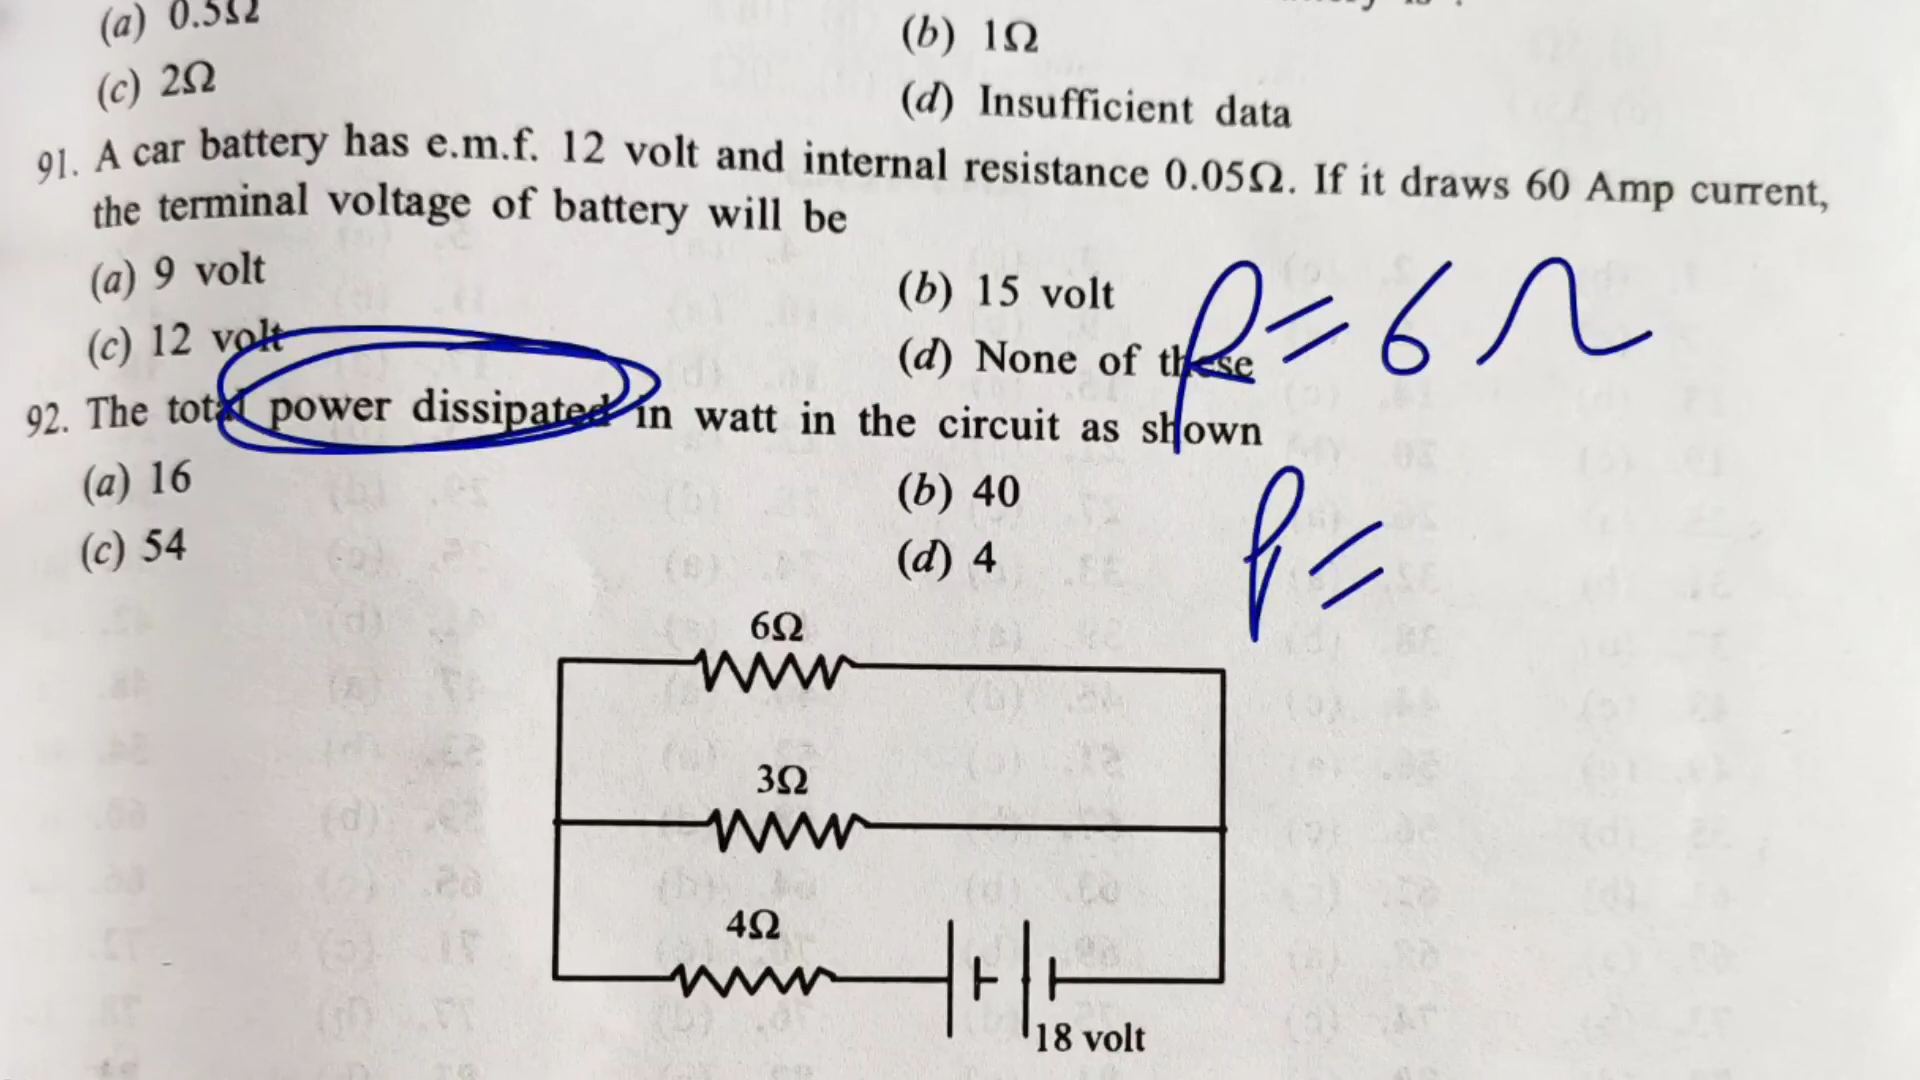 (a) 0.5Ω
(b) 1Ω
(c) 2Ω
(d) Insufficient data
91. A car battery has e.m.f. 12 volt and internal resistance 0.05Ω. If it draws 60 Amp current,
the terminal voltage of battery will be
(a) 9 volt
(b) 15 volt
(c) 12 volt
(d) None of these
R = 6 Ω
92. The total power dissipated in watt in the circuit as shown
(a) 16
(b) 40
(c) 54
(d) 4
P =
6Ω
3Ω
4Ω
18 volt